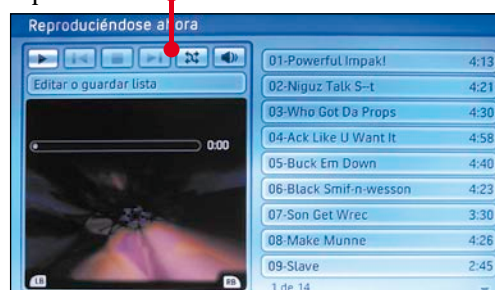 Reproduciéndose ahora
Editar o guardar lista
0:00
LB
RB
01-Powerful Impak! 4:13
02-Niguz Talk S--t 4:21
03-Who Got Da Props 4:30
04-Ack Like U Want It 4:58
05-Buck Em Down 4:40
06-Black Smif-n-wesson 4:23
07-Son Get Wrec 3:30
08-Make Munne 4:26
09-Slave 2:45
1 de 14